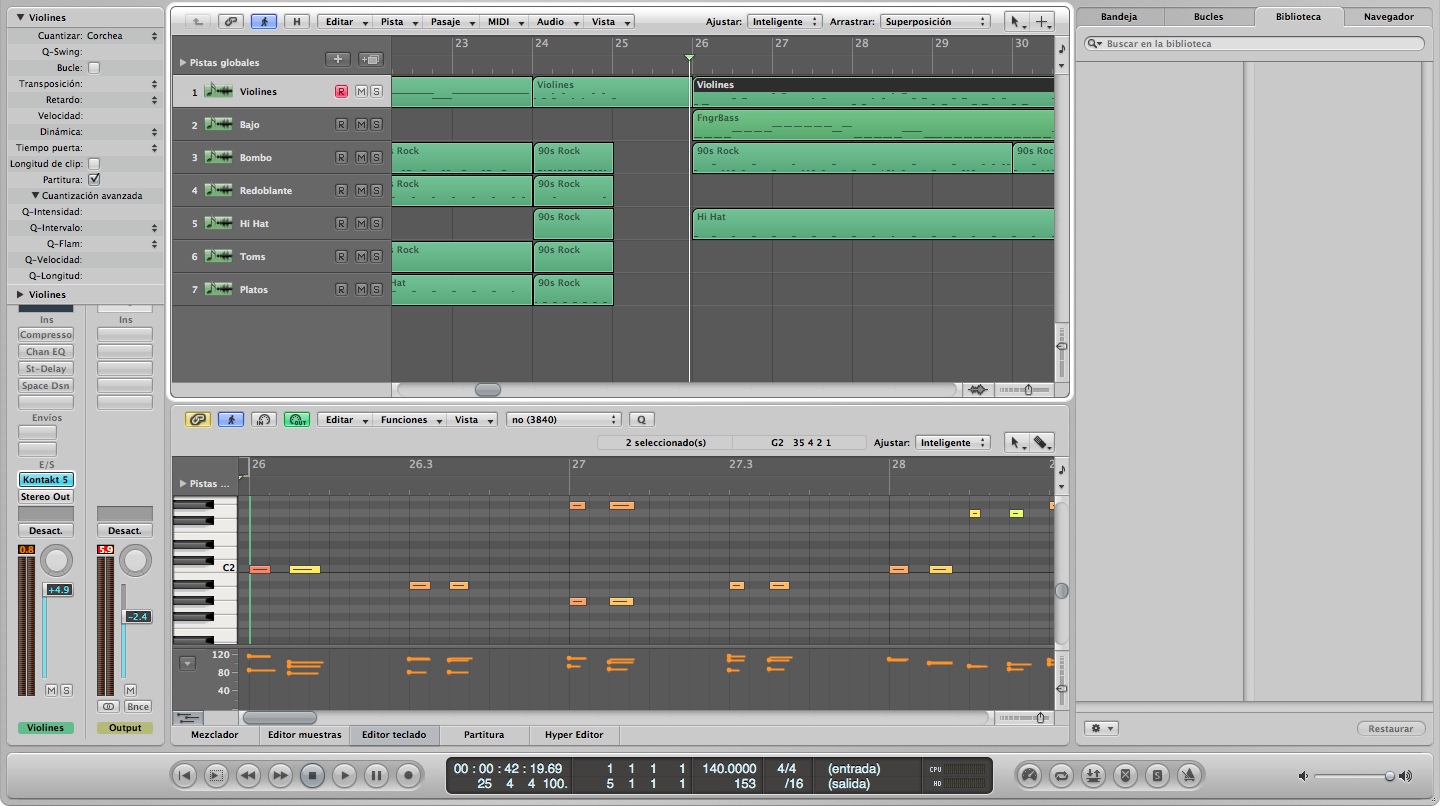 Violines
Cuantizar: Corchea
Q-Swing:
Bucle:
Transposición:
Retardo:
Velocidad:
Dinámica:
Tiempo puerta:
Longitud de clip:
Partitura:
Cuantización avanzada
Q-Intensidad:
Q-Intervalo:
Q-Flam:
Q-Velocidad:
Q-Longitud:
Violines
Ins Ins
Compresso
Chan EQ
St-Delay
Space Dsn
Envíos
E/S
Kontakt 5
Stereo Out
Desact. Desact.
0.8 5.9
+4.9
-2.4
M S M
Bnce
Violines Output
H Editar Pista Pasaje MIDI Audio Vista Ajustar: Inteligente Arrastrar: Superposición
23 24 25 26 27 28 29 30
Pistas globales
1 Violines R M S Violines Violines
2 Bajo R M S FngrBass
3 Bombo R M S Rock 90s Rock 90s Rock 90s Roc
4 Redoblante R M S Rock 90s Rock
5 Hi Hat R M S 90s Rock Hi Hat
6 Toms R M S Rock 90s Rock
7 Platos R M S Hat 90s Rock
IN OUT Editar Funciones Vista no (3840) Q
2 seleccionado(s) G2 35 4 2 1 Ajustar: Inteligente
26 26.3 27 27.3 28 2
Pistas ...
C2
120
80
40
Mezclador Editor muestras Editor teclado Partitura Hyper Editor
Bandeja Bucles Biblioteca Navegador
Buscar en la biblioteca
Restaurar
00 : 00 : 42 : 19.69 1 1 1 1 140.0000 4/4 (entrada) CPU
25 4 4 100. 5 1 1 1 153 /16 (salida) HD
S